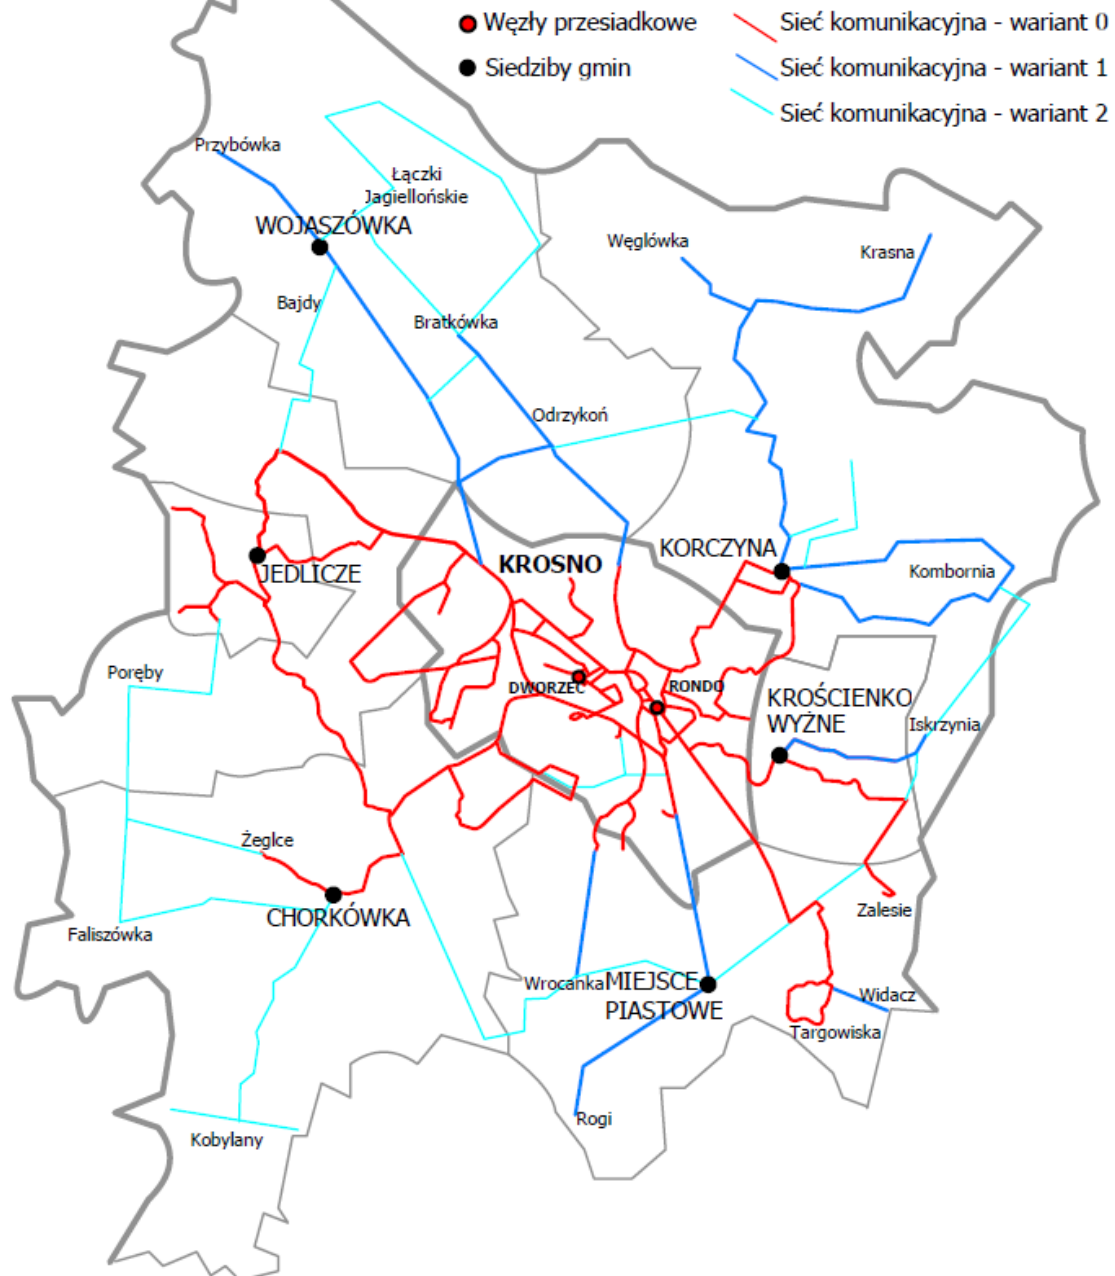 Węzły przesiadkowe
Sieć komunikacyjna - wariant 0
Siedziby gmin
Sieć komunikacyjna - wariant 1
Sieć komunikacyjna - wariant 2
Przybówka
Łączki
Jagiellońskie
WOJASZÓWKA
Węglówka
Krasna
Bajdy
Bratkówka
Odrzykoń
KORCZYNA
KROSNO
JEDLICZE
Kombornia
Poręby
DWORZEC
RONDO
KROŚCIENKO
WYŻNE
Iskrzynia
Żeglce
CHORKÓWKA
Zalesie
Faliszówka
Wrocanka
MIEJSCE
PIASTOWE
Widacz
Targowiska
Rogi
Kobylany